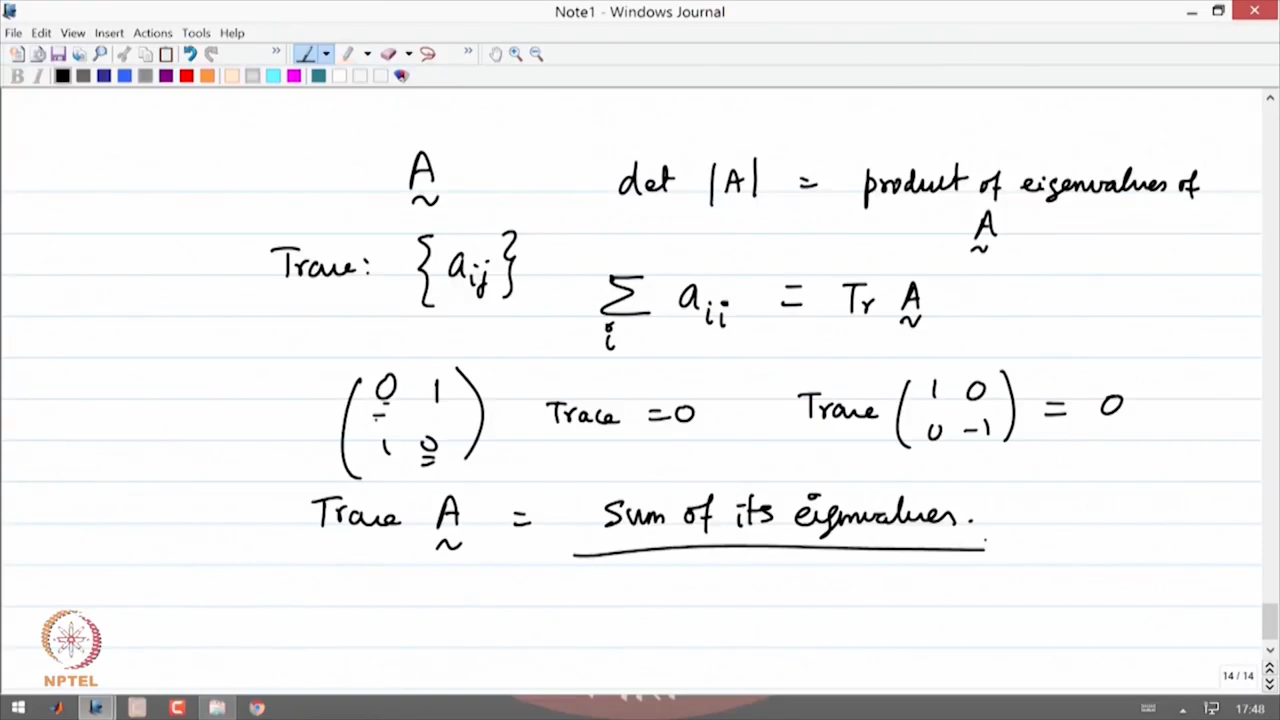 Note1 - Windows Journal
File Edit View Insert Actions Tools Help
B I
A det |A| = product of eigenvalues of
~ A
~
Trace: { aij } Σ aii = Tr A
i ~
( 0 1 Trace = 0 Trace ( 1 0 ) = 0
1 0 ) 0 -1
Trace A = sum of its eigenvalues.
~
NPTEL
14 / 14
17:48